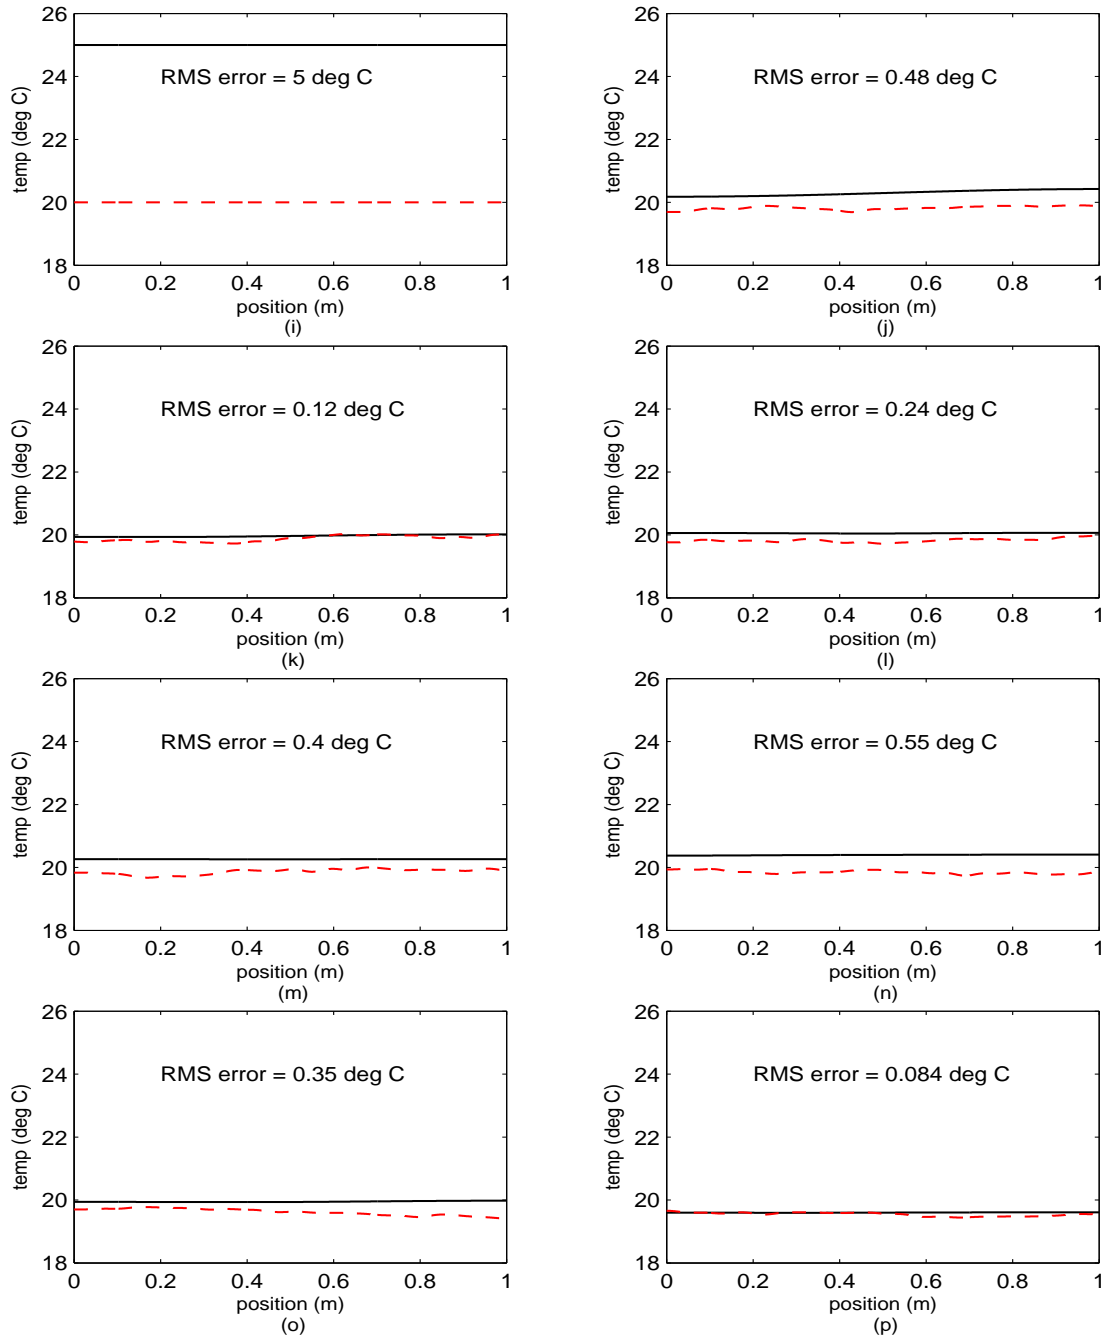 26
24
22
20
18
temp (deg C)
RMS error = 5 deg C
0 0.2 0.4 0.6 0.8 1
position (m)
(i)
26
24
22
20
18
temp (deg C)
RMS error = 0.48 deg C
0 0.2 0.4 0.6 0.8 1
position (m)
(j)
26
24
22
20
18
temp (deg C)
RMS error = 0.12 deg C
0 0.2 0.4 0.6 0.8 1
position (m)
(k)
26
24
22
20
18
temp (deg C)
RMS error = 0.24 deg C
0 0.2 0.4 0.6 0.8 1
position (m)
(l)
26
24
22
20
18
temp (deg C)
RMS error = 0.4 deg C
0 0.2 0.4 0.6 0.8 1
position (m)
(m)
26
24
22
20
18
temp (deg C)
RMS error = 0.55 deg C
0 0.2 0.4 0.6 0.8 1
position (m)
(n)
26
24
22
20
18
temp (deg C)
RMS error = 0.35 deg C
0 0.2 0.4 0.6 0.8 1
position (m)
(o)
26
24
22
20
18
temp (deg C)
RMS error = 0.084 deg C
0 0.2 0.4 0.6 0.8 1
position (m)
(p)